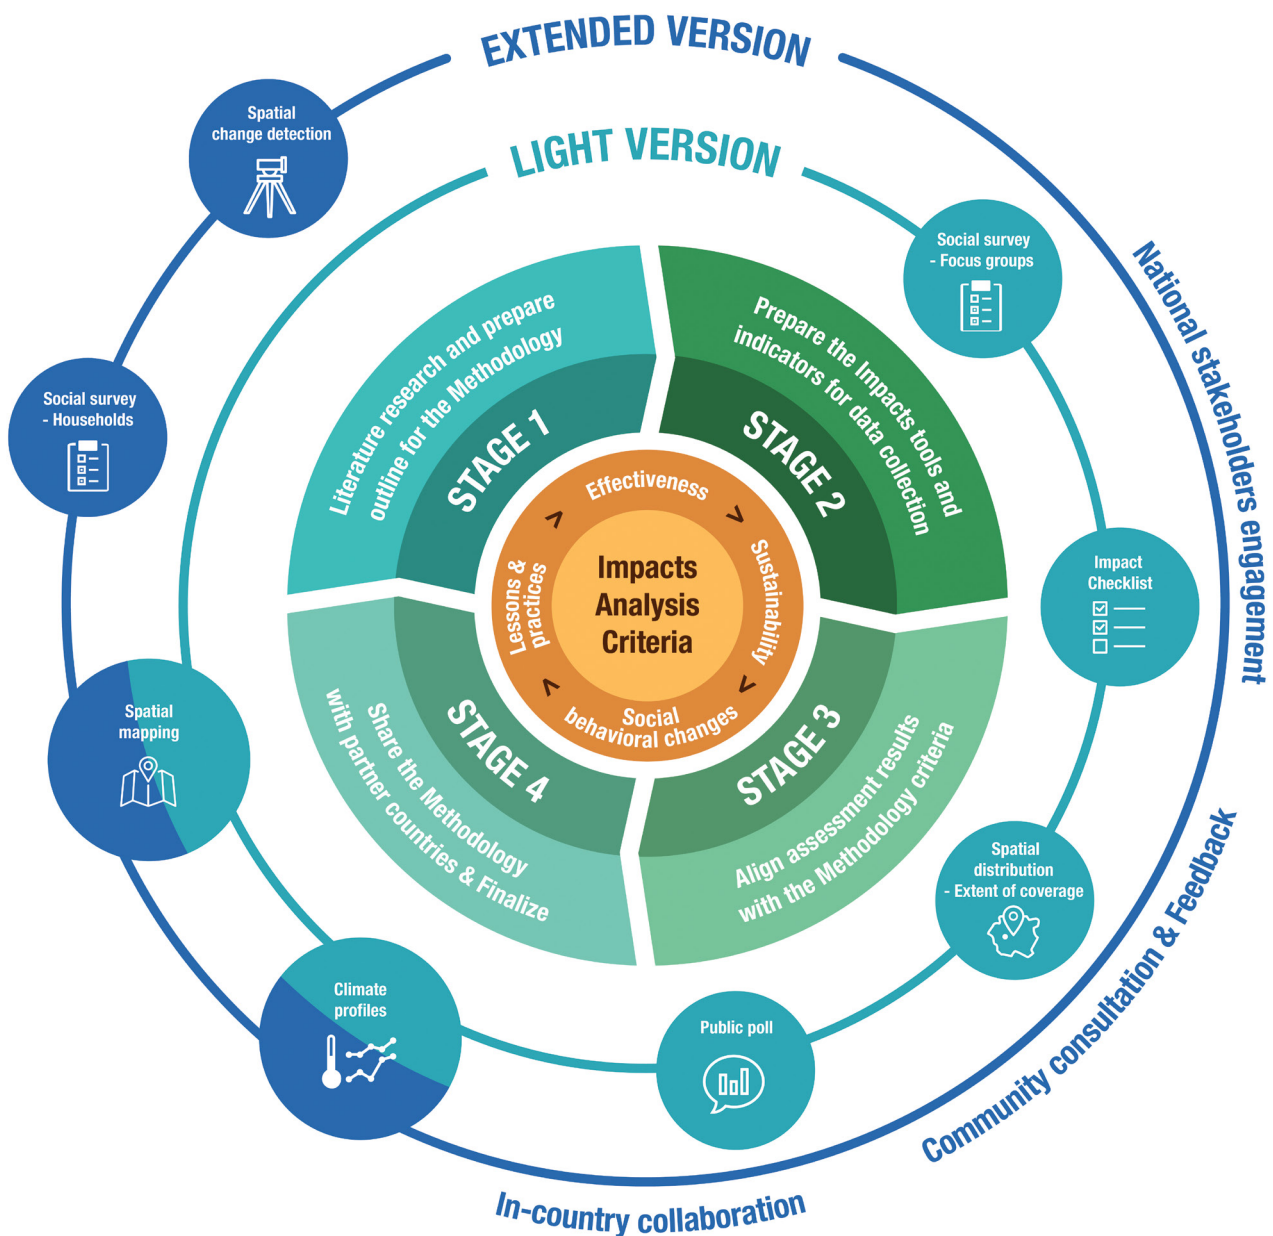 EXTENDED VERSION
LIGHT VERSION
Spatial
change detection
Social survey
- Households
Spatial
mapping
Climate
profiles
Public poll
Spatial
distribution
- Extent of coverage
Impact
Checklist
Social survey
- Focus groups
National stakeholders engagement
Community consultation & Feedback
In-country collaboration
Literature research and prepare
outline for the Methodology
STAGE 1
Prepare the Impacts tools and
indicators for data collection
STAGE 2
Align assessment results
with the Methodology criteria
STAGE 3
Share the Methodology
with partner countries & Finalize
STAGE 4
Effectiveness
Sustainability
Social
behavioral changes
Lessons &
practices
Impacts
Analysis
Criteria